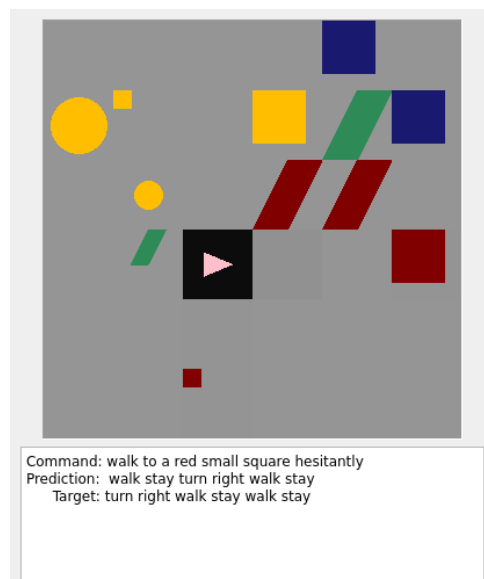 Command: walk to a red small square hesitantly
Prediction:  walk stay turn right walk stay
Target: turn right walk stay walk stay